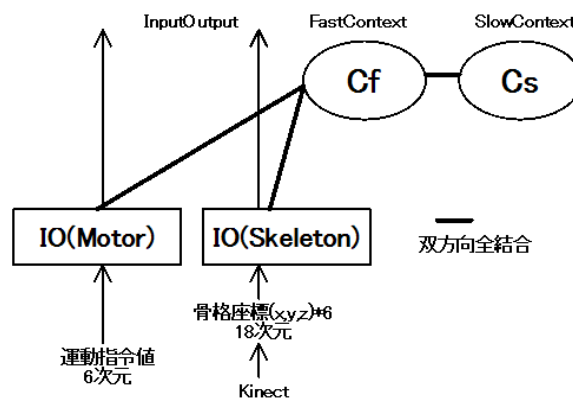 InputOutput
FastContext
SlowContext
Cf
Cs
IO(Motor)
IO(Skeleton)
双方向全結合
運動指令値
6次元
骨格座標(x,y,z)*6
18次元
Kinect